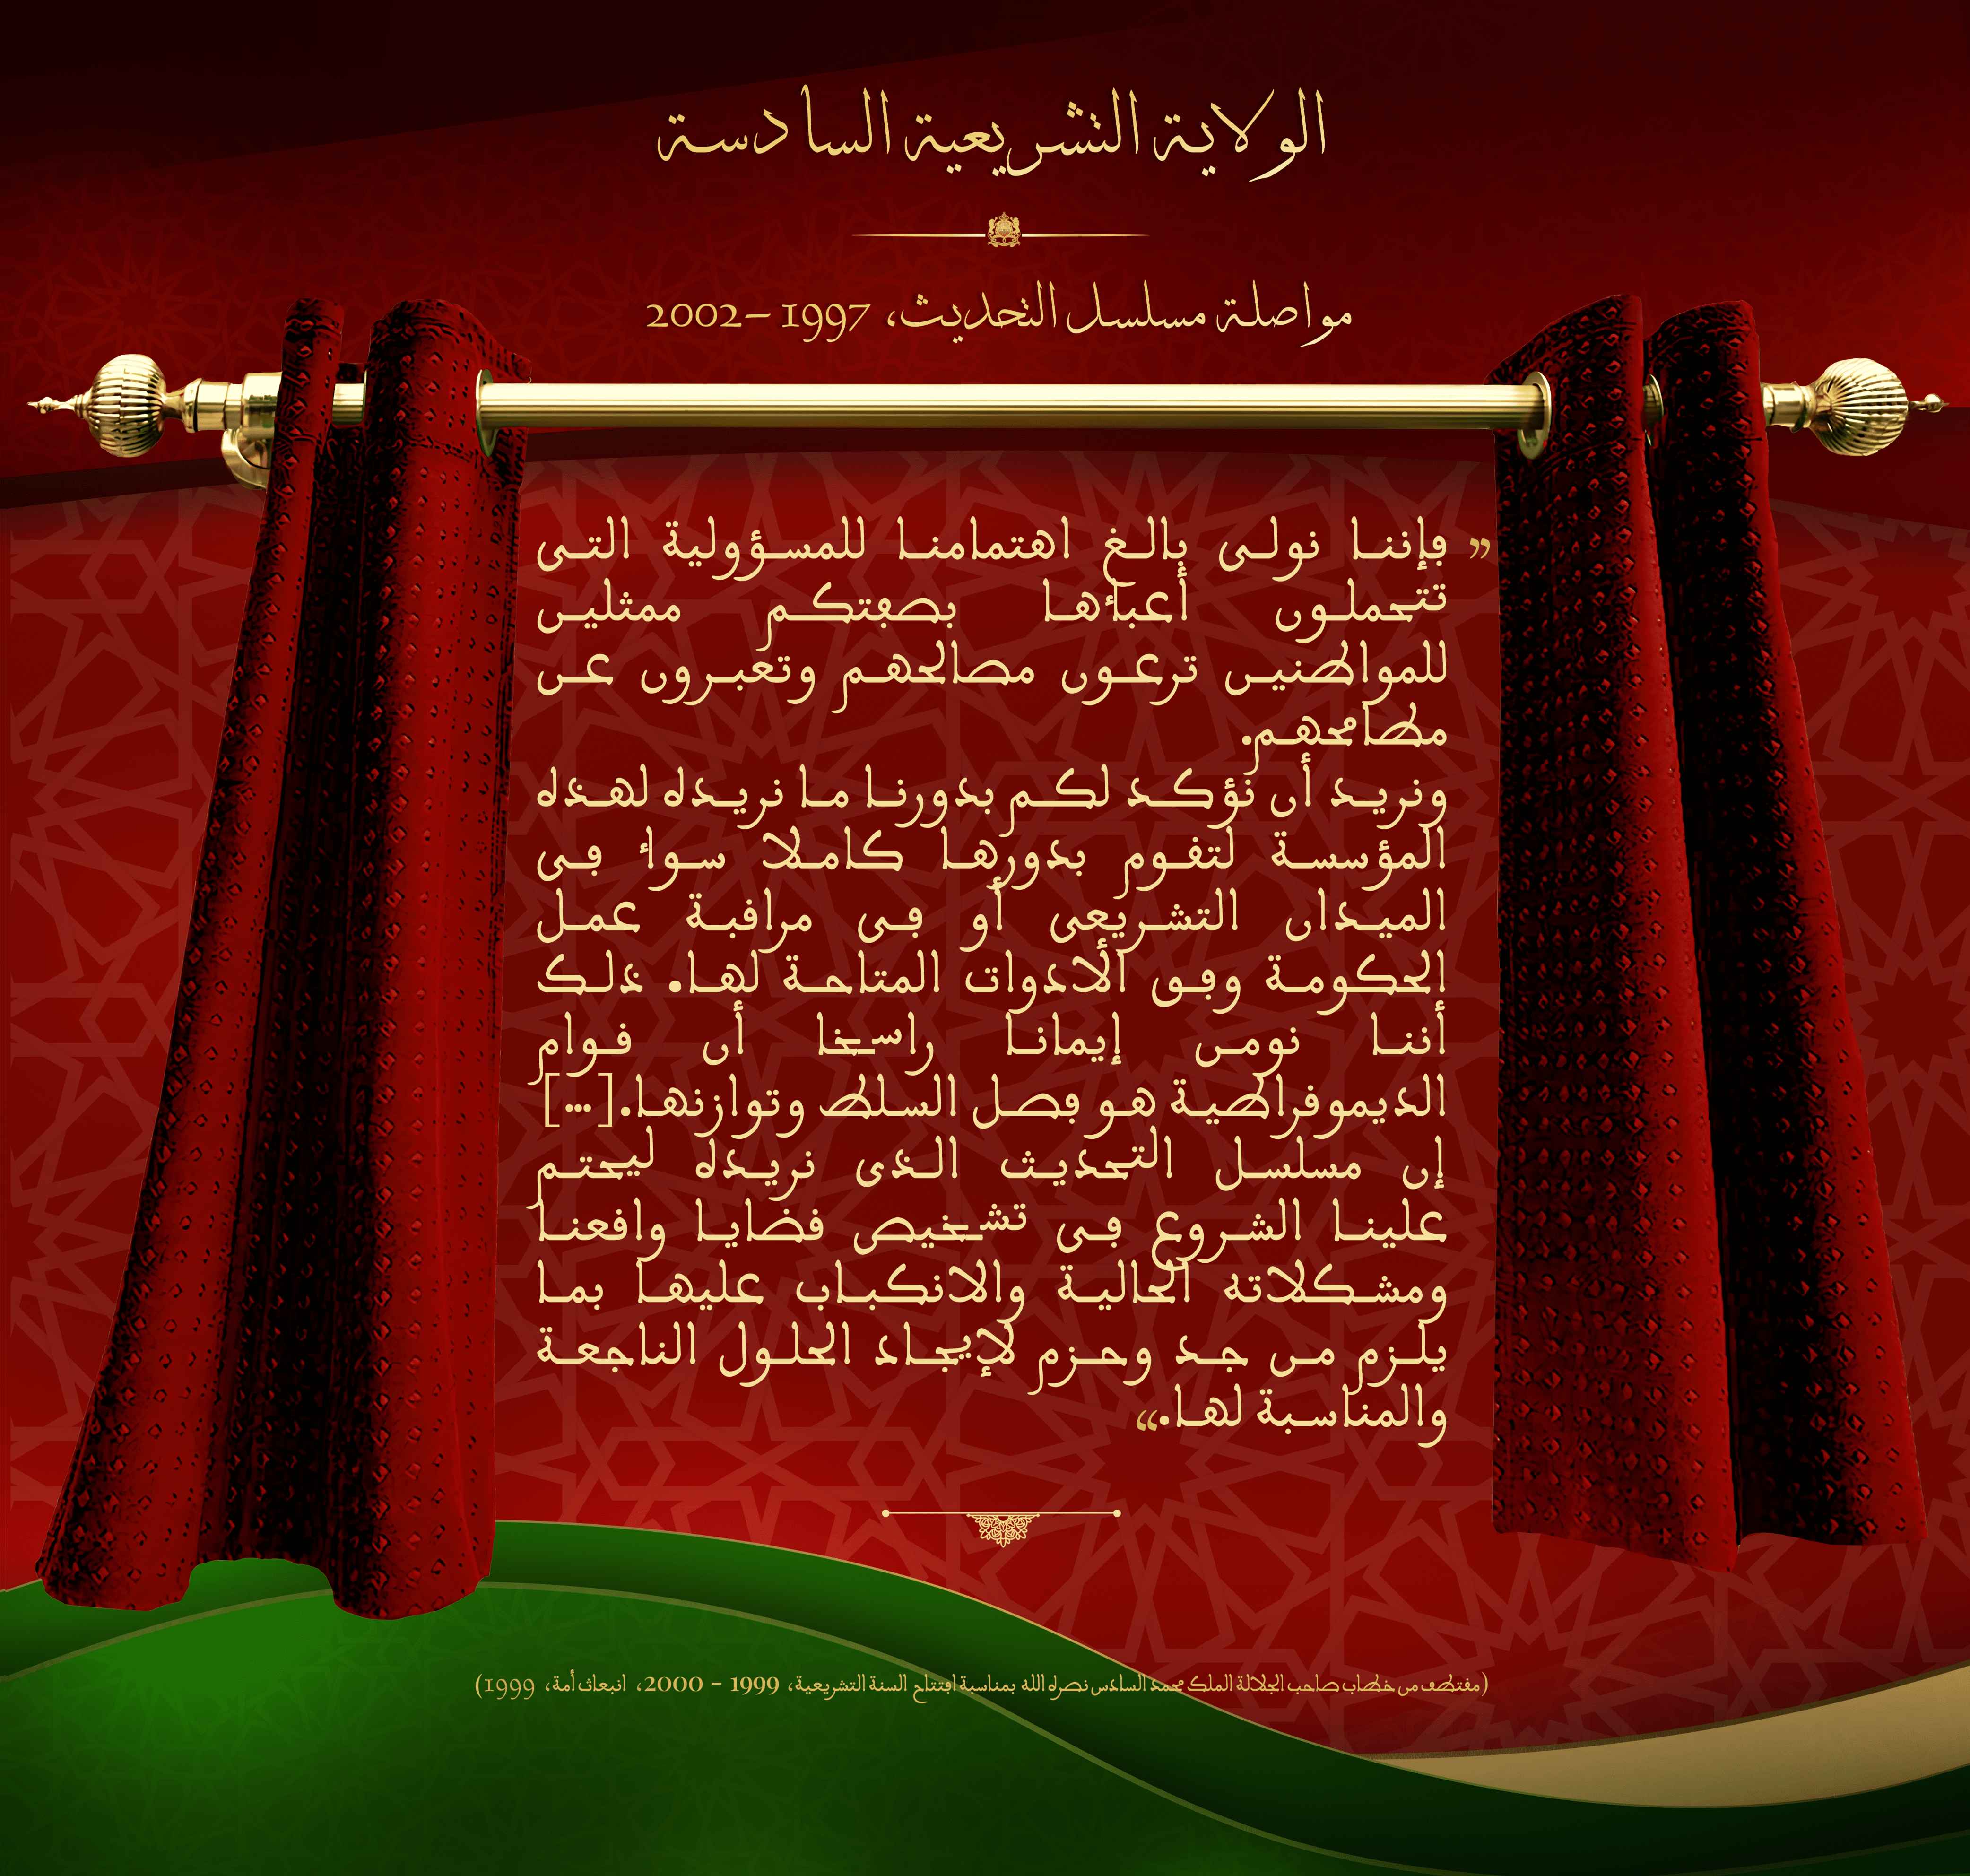 الولاية التشريعية السادسة
مواصلة مسلسل التحديث، 1997 –2002
”فإننا نولي بالغ اهتمامنا للمسؤولية التي
تتحملون أعباءها بصفتكم ممثلين
للمواطنين ترعون مصالحهم وتعبرون عن
مطامحهم.
ونريد أن نؤكد لكم بدورنا ما نريده لهذه
المؤسسة لتقوم بدورها كاملا سواء في
الميدان التشريعي أو في مراقبة عمل
الحكومة وفق الأدوات المتاحة لها. ذلك
أننا نومن إيمانا راسخا أن قوام
الديموقراطية هو فصل السلط وتوازنها.[...]
إن مسلسل التحديث الذي نريده ليحتم
علينا الشروع في تشخيص قضايا واقعنا
ومشكلاته الحالية والانكباب عليها بما
يلزم من جد وحزم لإيجاد الحلول الناجعة
والمناسبة لها.“
(مقتطف من خطاب صاحب الجلالة الملك محمد السادس نصره الله بمناسبة افتتاح السنة التشريعية، 1999 - 2000، انبعاث أمة، 1999)